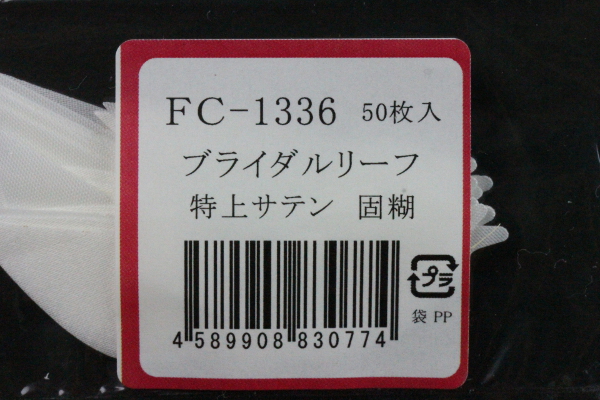 FC-1336 50枚入
ブライダルリーフ
特上サテン 固糊
プラ
袋 PP
4 589908 830774